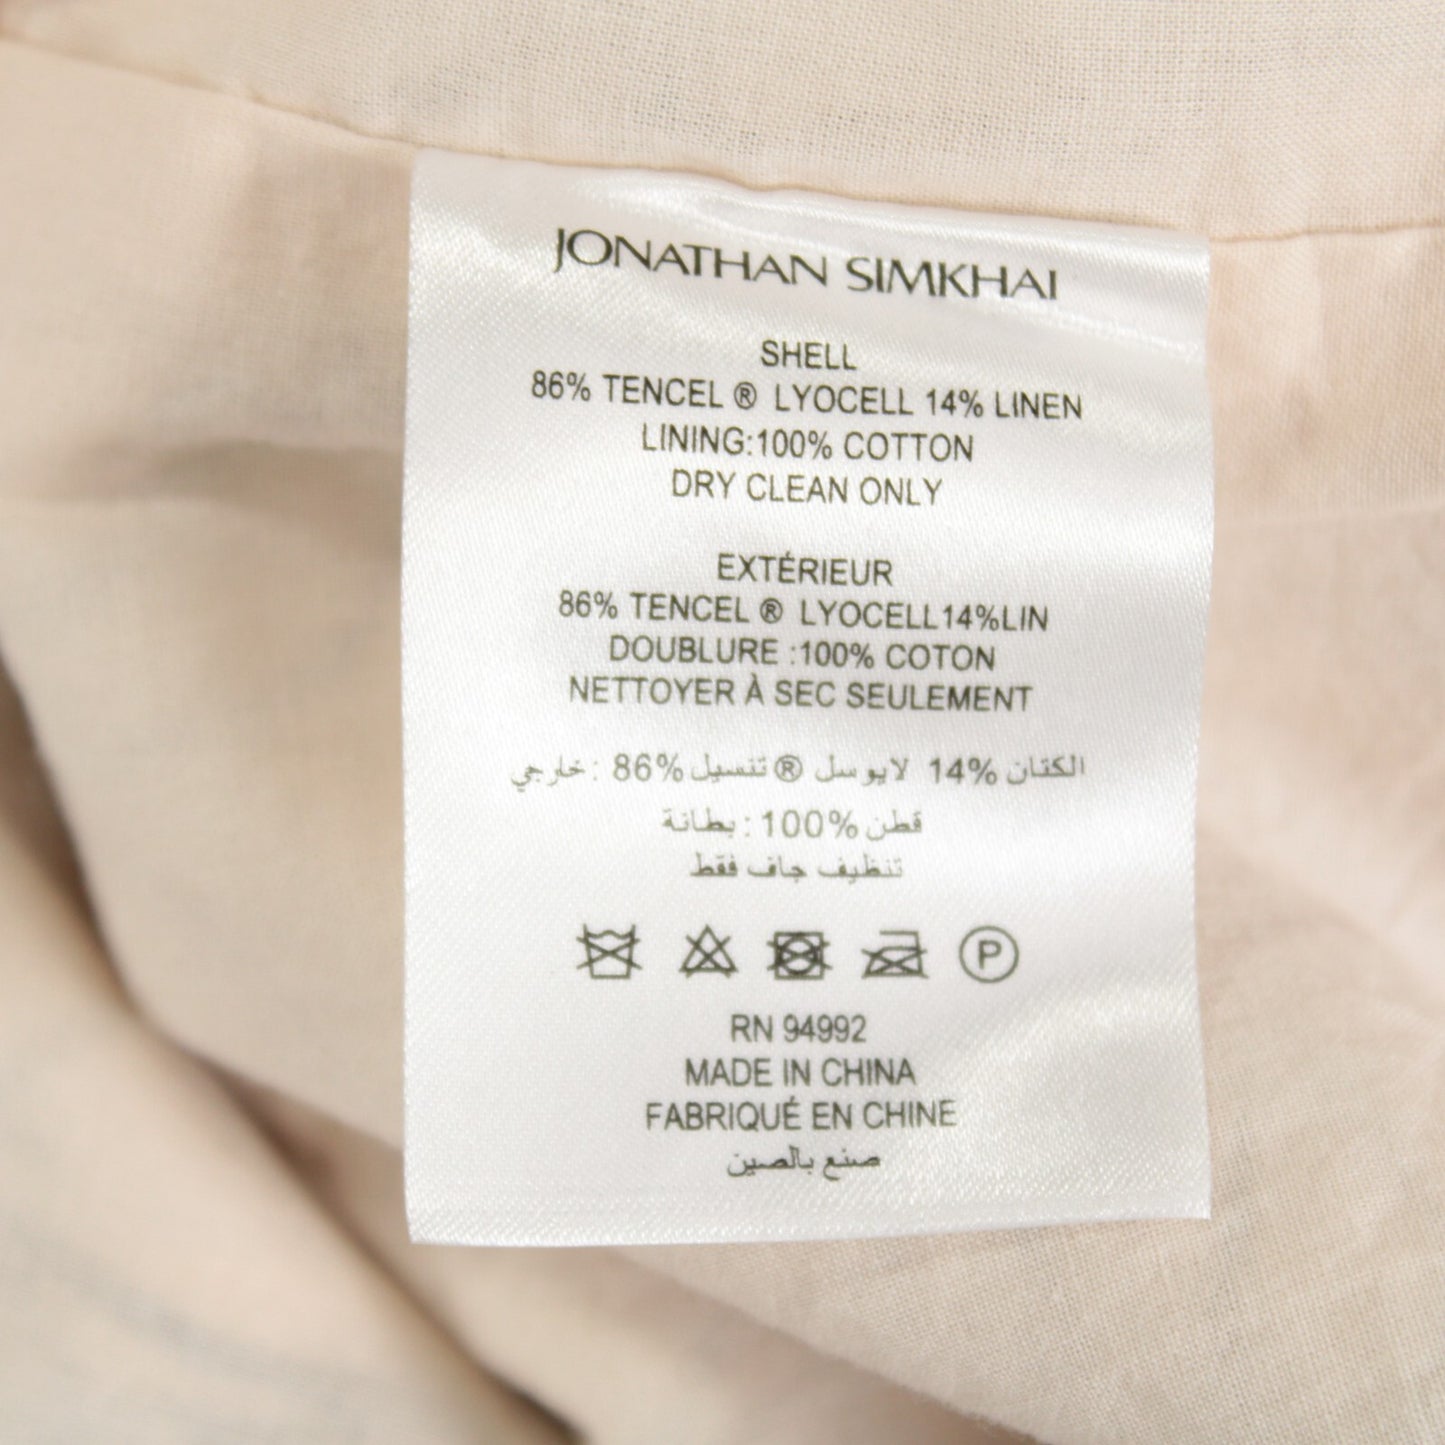 JONATHAN SIMKHAI
SHELL
86% TENCEL ® LYOCELL 14% LINEN
LINING:100% COTTON
DRY CLEAN ONLY
EXTÉRIEUR
86% TENCEL ® LYOCELL14%LIN
DOUBLURE :100% COTON
NETTOYER À SEC SEULEMENT
الكتان 14% لايوسل ® تنسيل 86% : خارجي
قطن 100% : بطانة
تنظيف جاف فقط
P
RN 94992
MADE IN CHINA
FABRIQUÉ EN CHINE
صنع بالصين